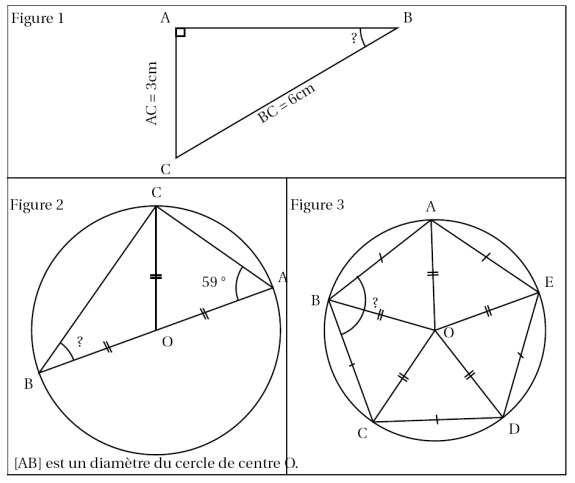 Figure 1
A
B
?
AC = 3cm
BC = 6cm
C
Figure 2
C
59 °
A
?
O
B
[AB] est un diamètre du cercle de centre O.
Figure 3
A
E
B
?
O
C
D